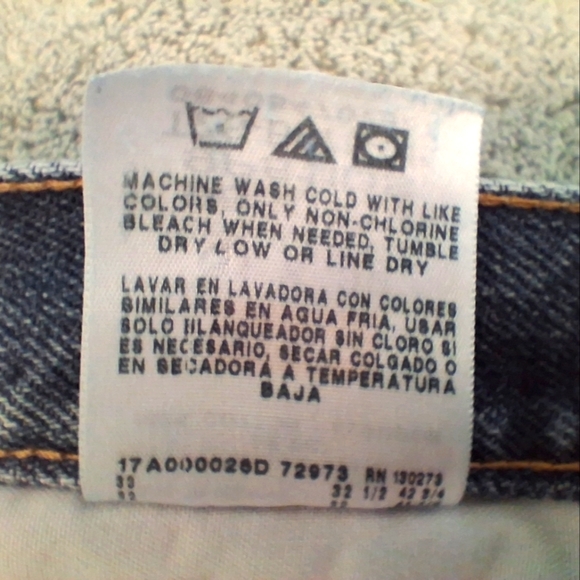 MACHINE WASH COLD WITH LIKE
COLORS, ONLY NON-CHLORINE
BLEACH WHEN NEEDED, TUMBLE
DRY LOW OR LINE DRY
LAVAR EN LAVADORA CON COLORES
SIMILARES EN AGUA FRIA, USAR
SOLO BLANQUEADOR SIN CLORO SI
ES NECESARIO, SECAR COLGADO O
EN SECADORA A TEMPERATURA
BAJA
72973 RN 130273
33 32 1/2 42 3/4